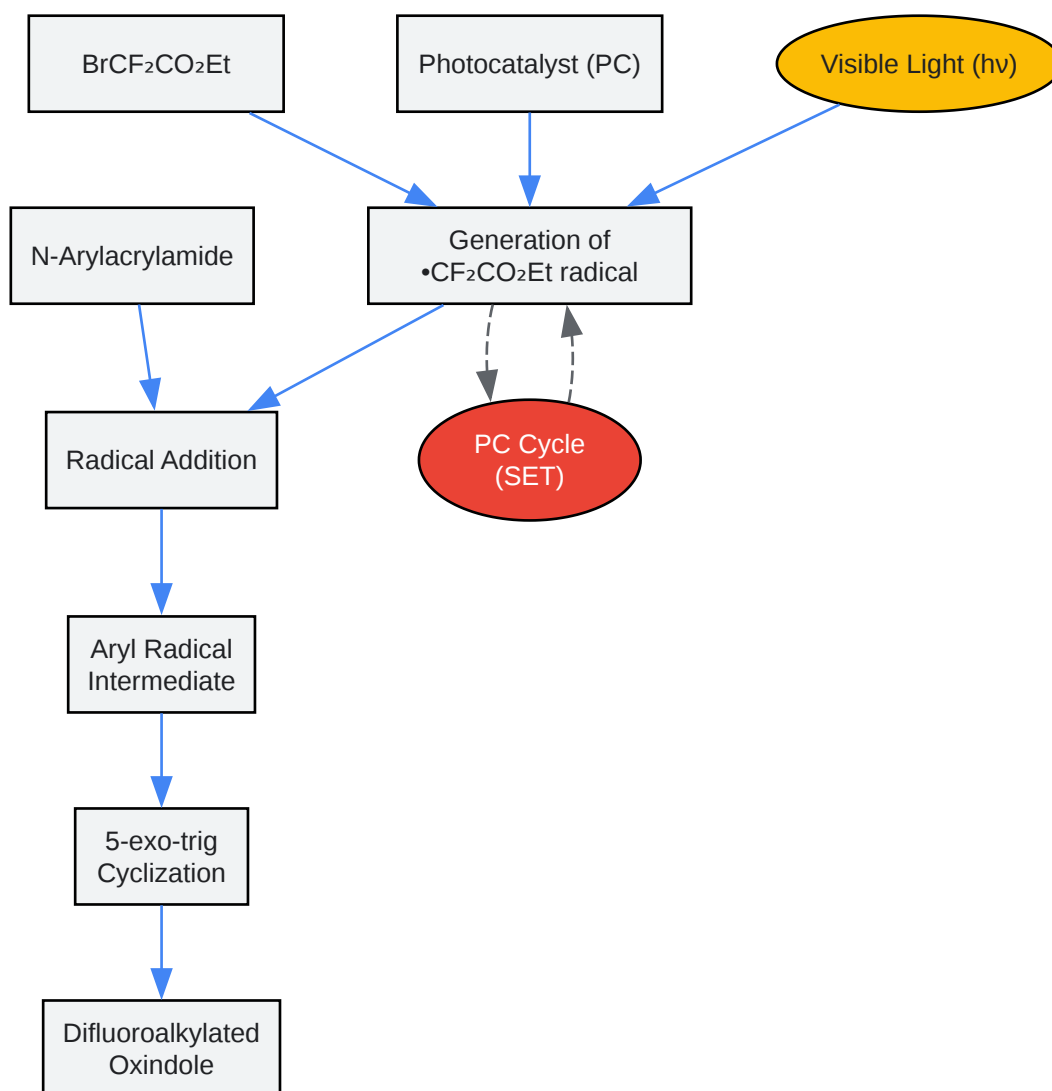 BrCF₂CO₂Et
Photocatalyst (PC)
Visible Light (hν)
N-Arylacrylamide
Generation of
•CF₂CO₂Et radical
Radical Addition
PC Cycle
(SET)
Aryl Radical
Intermediate
5-exo-trig
Cyclization
Difluoroalkylated
Oxindole